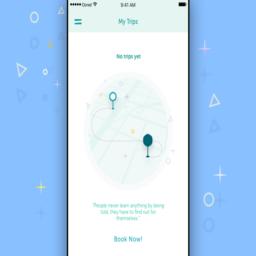 9:41 AM
My Trips
No trips yet
"People never learn anything by being
told, they have to find out for
themselves."
Book Now!